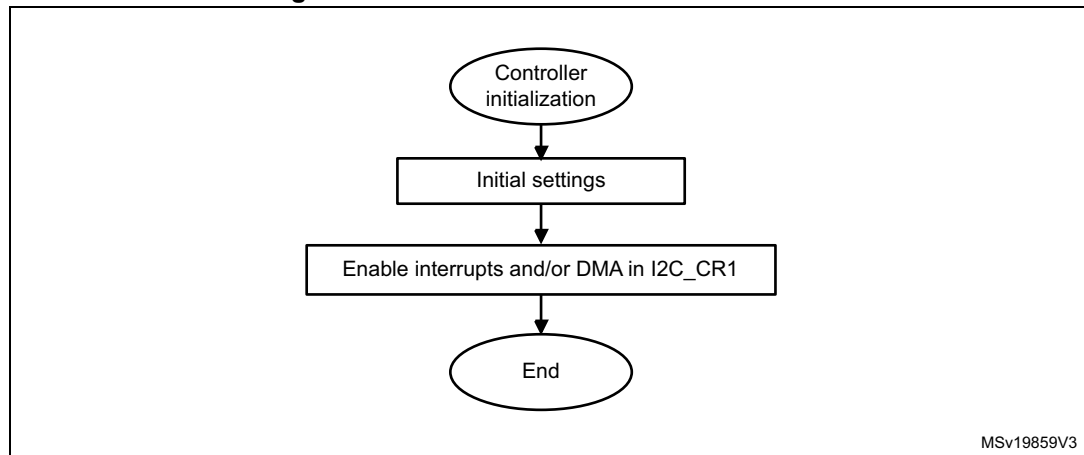 Controller
initialization
Initial settings
Enable interrupts and/or DMA in I2C_CR1
End
MSv19859V3